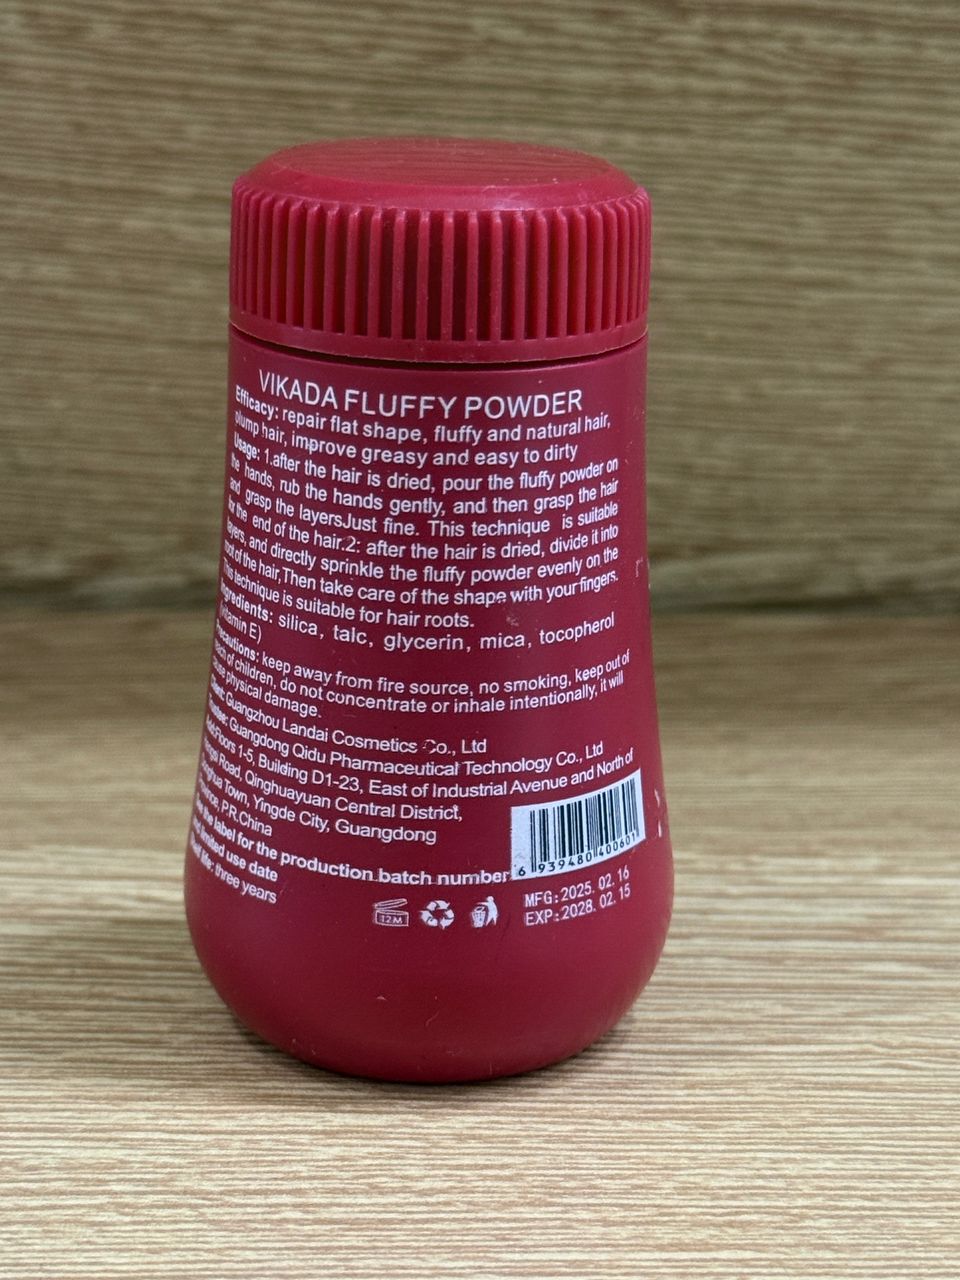 VIKADA FLUFFY POWDER
Efficacy: repair flat shape, fluffy and natural hair,
plump hair, improve greasy and easy to dirty
Usage: 1.after the hair is dried, pour the fluffy powder on
the hands, rub the hands gently, and then grasp the hair
and grasp the layersJust fine. This technique is suitable
for the end of the hair.2: after the hair is dried, divide it into
layers, and directly sprinkle the fluffy powder evenly on the
root of the hair,Then take care of the shape with your fingers.
This technique is suitable for hair roots.
Ingredients: silica, talc, glycerin, mica, tocopherol
(vitamin E)
Precautions: keep away from fire source, no smoking, keep out of
reach of children, do not concentrate or inhale intentionally, it will
cause physical damage.
Guangzhou Landai Cosmetics Co., Ltd
Guangdong Qidu Pharmaceutical Technology Co., Ltd
Add:Floors 1-5, Building D1-23, East of Industrial Avenue and North of
Road, Qinghuayuan Central District,
Town, Yingde City, Guangdong
Province, P.R.China
the label for the production batch number
and limited use date
shelf life: three years
6 939480 400601
MFG:2025.02.16
EXP:2028.02.15
12M